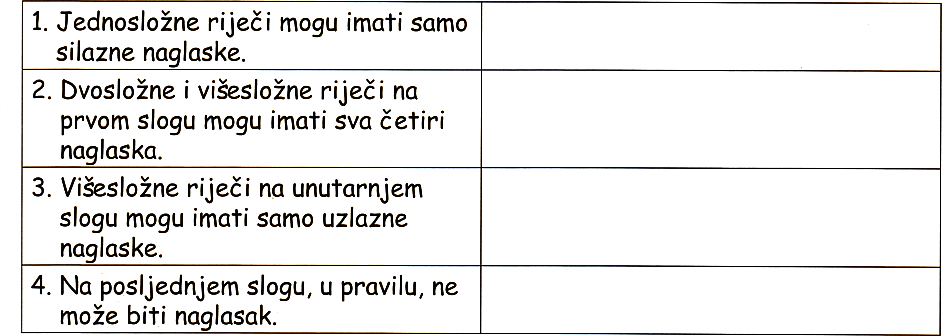 1. Jednosložne riječi mogu imati samo
silazne naglaske.
2. Dvosložne i višesložne riječi na
prvom slogu mogu imati sva četiri
naglaska.
3. Višesložne riječi na unutarnjem
slogu mogu imati samo uzlazne
naglaske.
4. Na posljednjem slogu, u pravilu, ne
može biti naglasak.